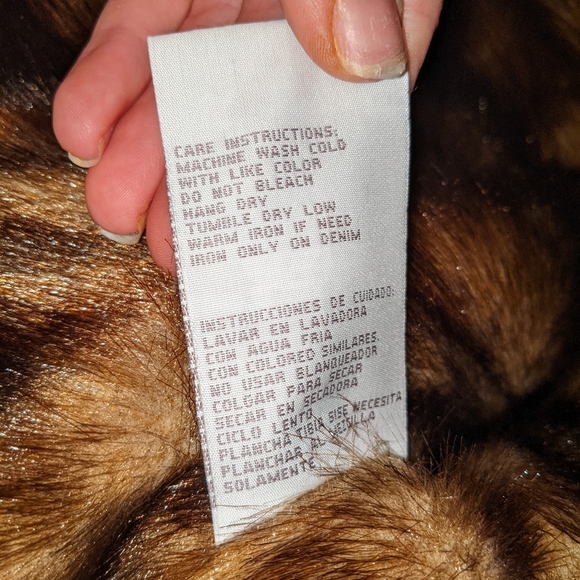 CARE INSTRUCTIONS:
MACHINE WASH COLD
WITH LIKE COLOR
DO NOT BLEACH
HANG DRY
TUMBLE DRY LOW
WARM IRON IF NEED
IRON ONLY ON DENIM
INSTRUCCIONES DE CUIDADO:
LAVAR EN LAVADORA
CON AGUA FRIA
CON COLORED SIMILARES.
NO USAR BLANQUEADOR
COLGAR PARA SECAR
SECAR EN SECADORA
CICLO LENTO
PLANCHA TIBIA SISE NECESITA
PLANCHAR AL
SOLAMENTE